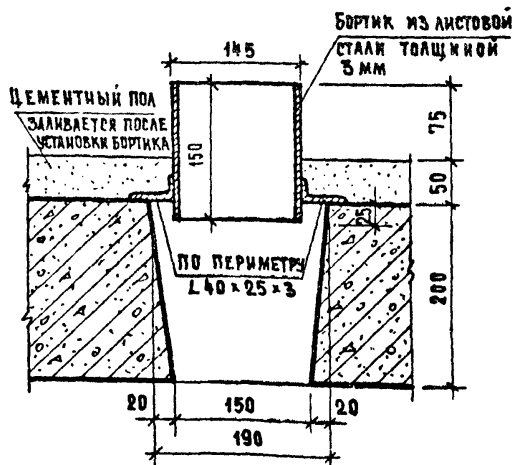 БОРТИК ИЗ ЛИСТОВОЙ
СТАЛИ ТОЛЩИНОЙ
3 ММ
145
ЦЕМЕНТНЫЙ ПОЛ
ЗАЛИВАЕТСЯ ПОСЛЕ
УСТАНОВКИ БОРТИКА
150
75
50
25
200
ПО ПЕРИМЕТРУ
L 40×25×3
20
150
20
190